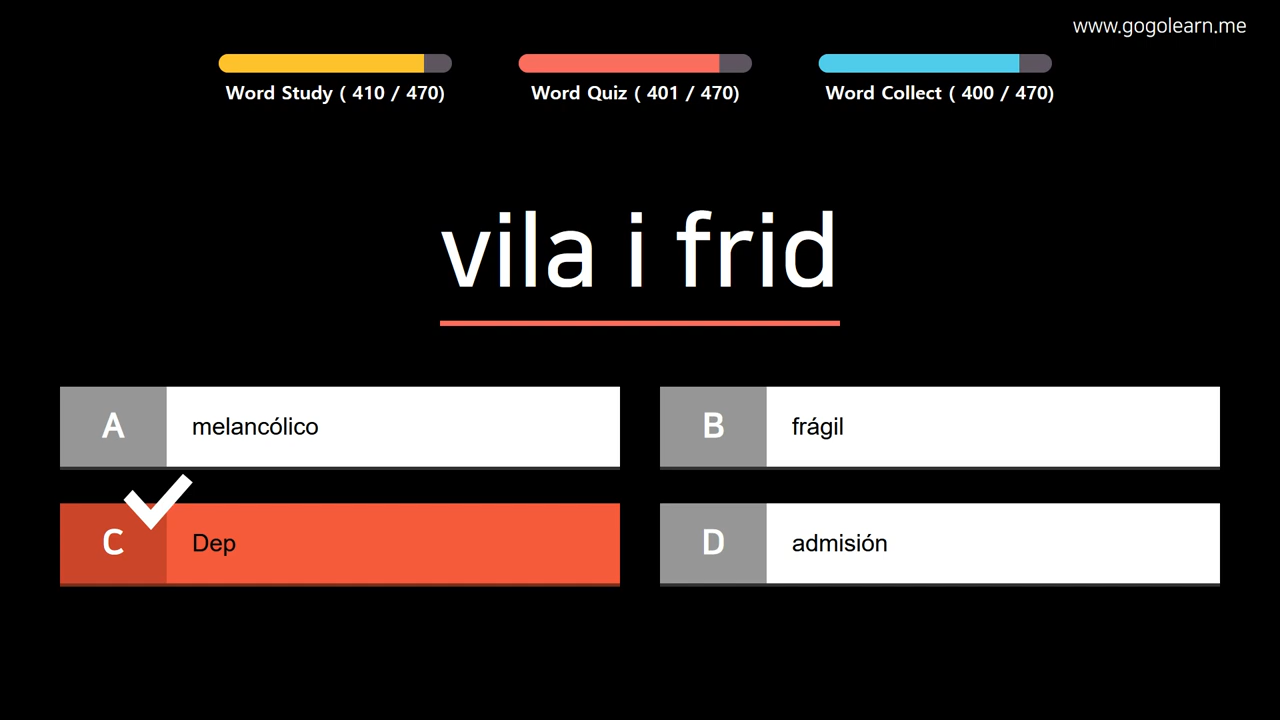 www.gogolearn.me
Word Study ( 410 / 470)
Word Quiz ( 401 / 470)
Word Collect ( 400 / 470)
vila i frid
A melancólico
B frágil
C Dep
D admisión